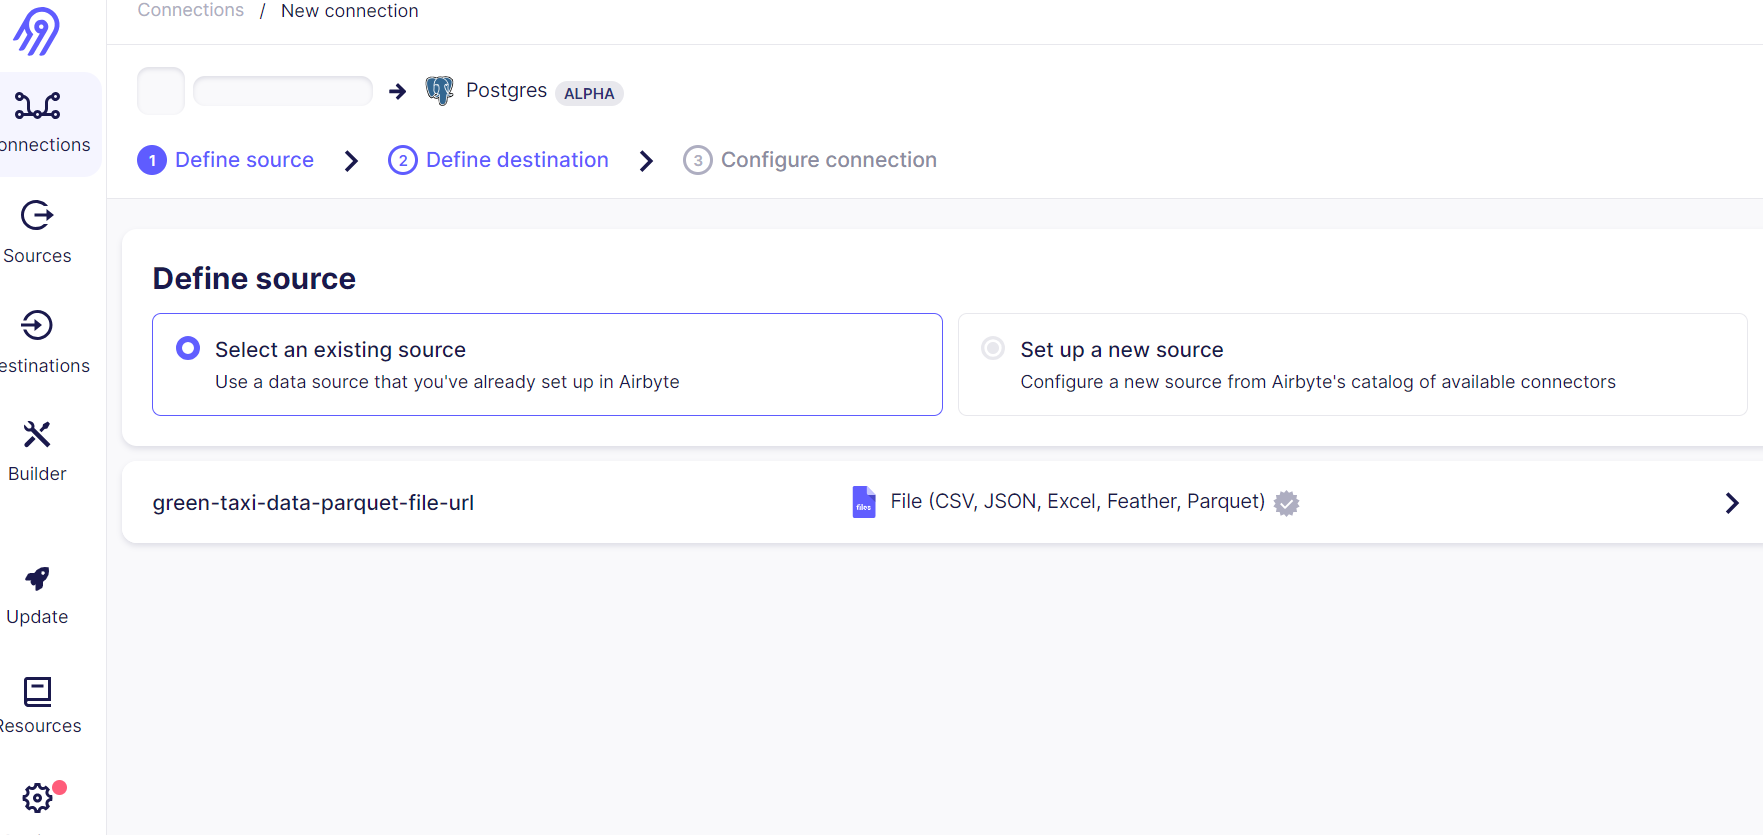 Connections / New connection
Postgres ALPHA
1 Define source 2 Define destination 3 Configure connection
onnections
Sources
estinations
Builder
Update
Resources
Define source
Select an existing source
Use a data source that you've already set up in Airbyte
Set up a new source
Configure a new source from Airbyte's catalog of available connectors
green-taxi-data-parquet-file-url
files
File (CSV, JSON, Excel, Feather, Parquet)